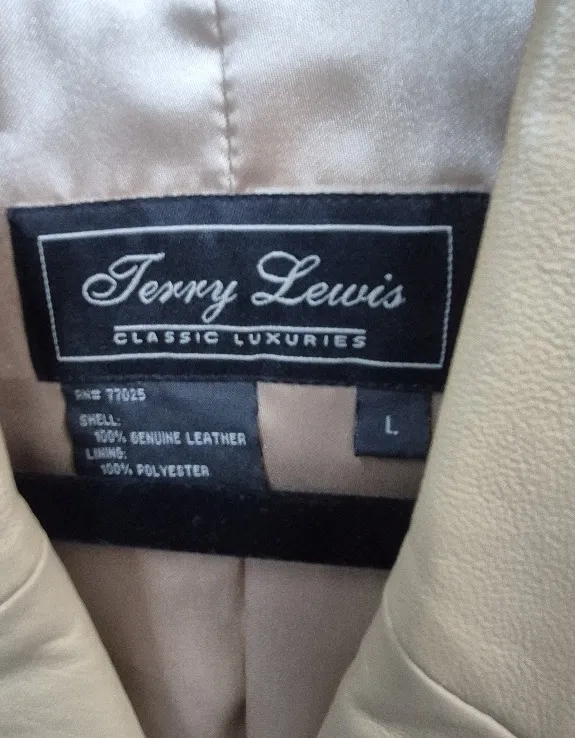 Terry Lewis
CLASSIC LUXURIES
RN# 77025
SHELL:
100% GENUINE LEATHER
LINING:
100% POLYESTER
L